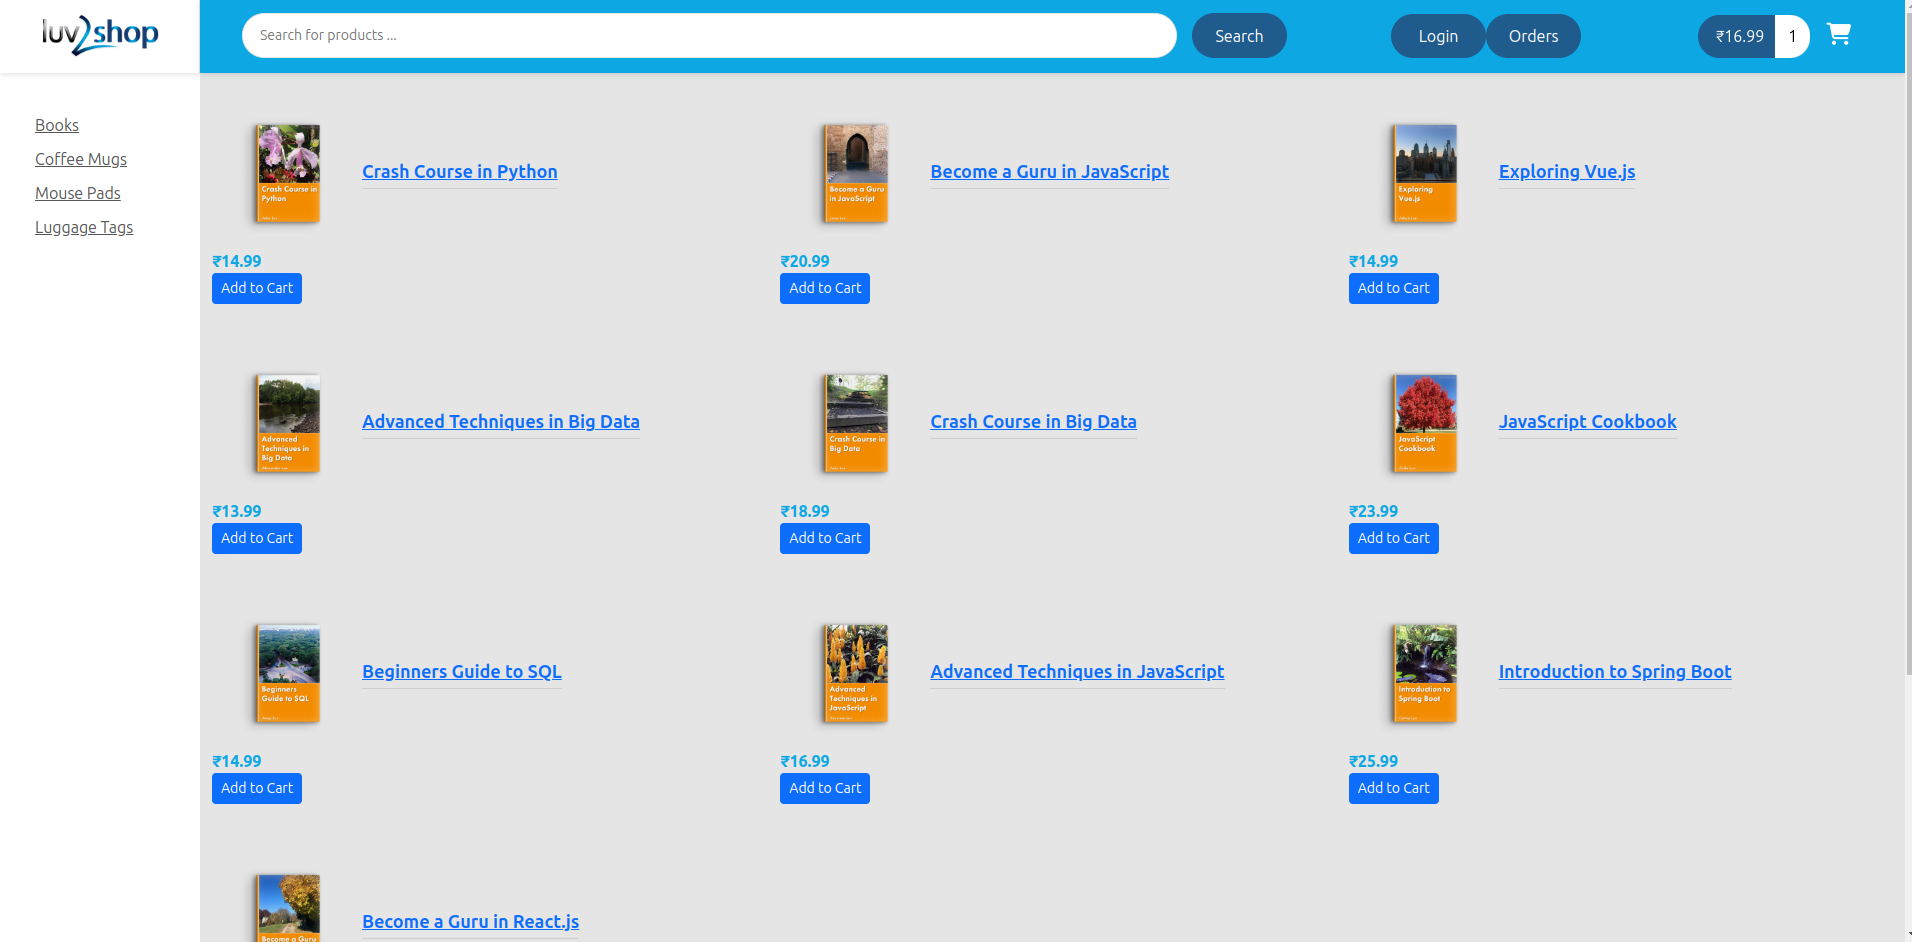 luv2shop
Search for products ...
Search
Login
Orders
₹16.99
1
Books
Coffee Mugs
Mouse Pads
Luggage Tags
Crash Course in
Python
Crash Course in Python
₹14.99
Add to Cart
Become a Guru
in JavaScript
Become a Guru in JavaScript
₹20.99
Add to Cart
Exploring
Vue.js
Exploring Vue.js
₹14.99
Add to Cart
Advanced
Techniques in
Big Data
Advanced Techniques in Big Data
₹13.99
Add to Cart
Crash Course in
Big Data
Crash Course in Big Data
₹18.99
Add to Cart
JavaScript
Cookbook
JavaScript Cookbook
₹23.99
Add to Cart
Beginners
Guide to SQL
Beginners Guide to SQL
₹14.99
Add to Cart
Advanced
Techniques in
JavaScript
Advanced Techniques in JavaScript
₹16.99
Add to Cart
Introduction to
Spring Boot
Introduction to Spring Boot
₹25.99
Add to Cart
Become a Guru
Become a Guru in React.js